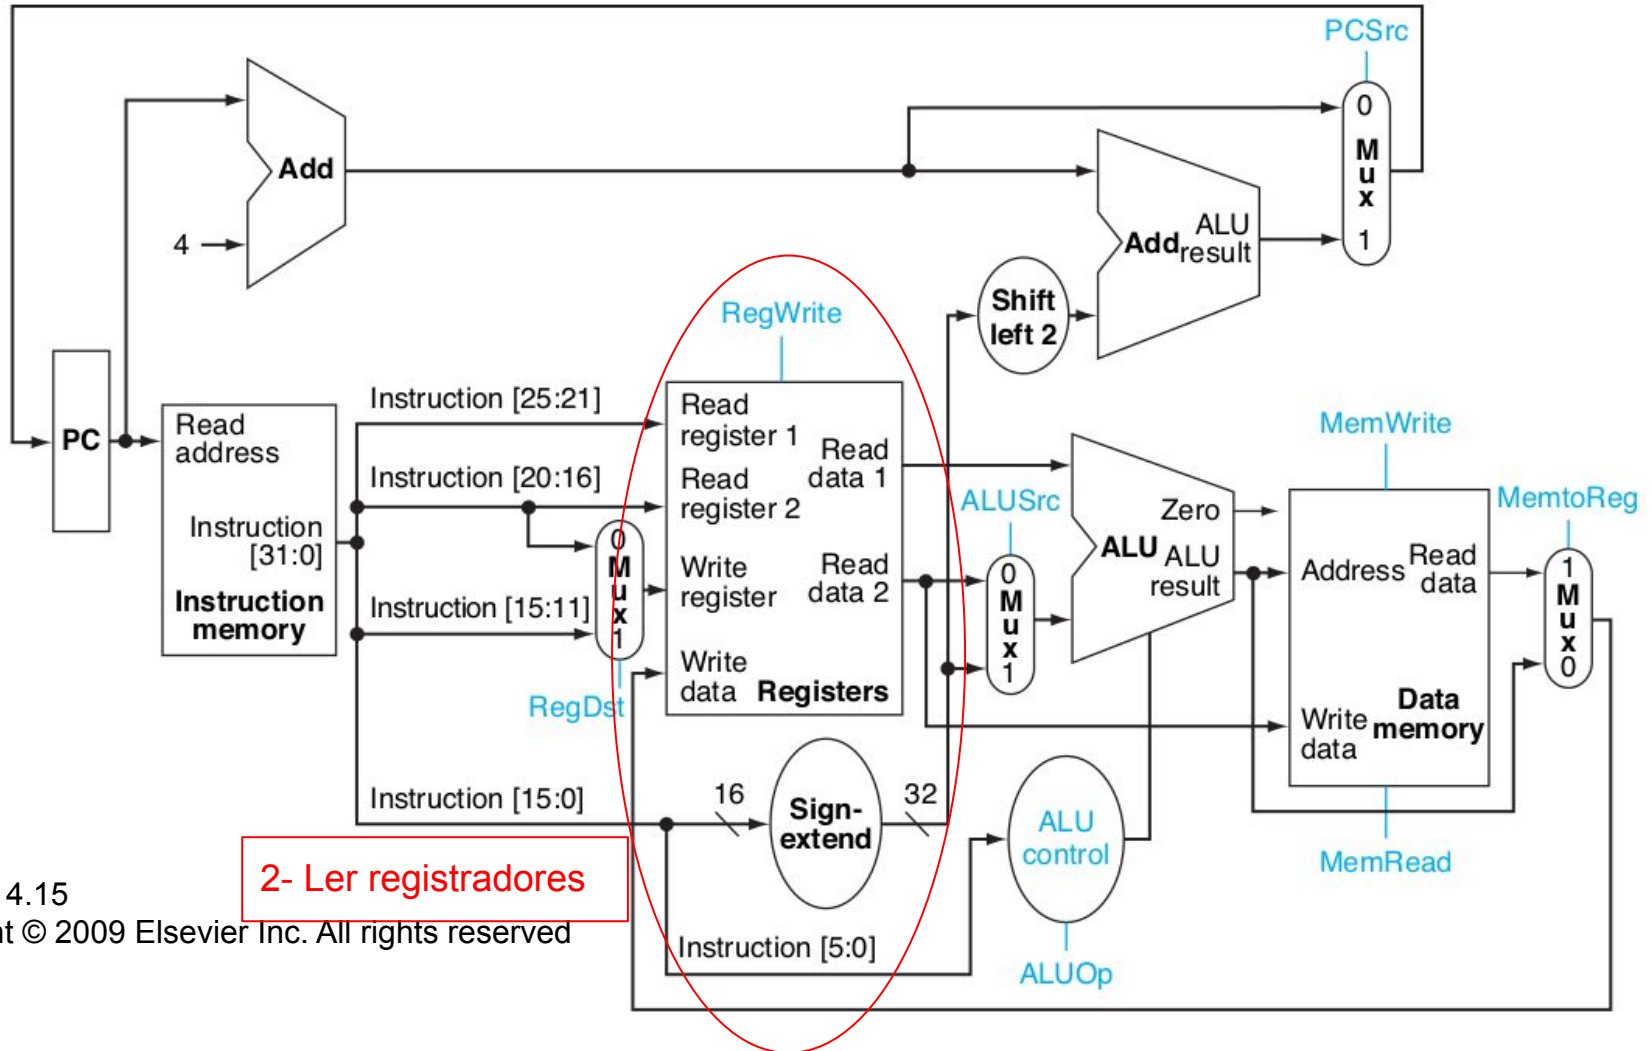 PCSrc
0
M
u
x
1
Add
4
ALU
Add result
Shift
left 2
RegWrite
PC
Read
address
Instruction
[31:0]
Instruction
memory
Instruction [25:21]
Instruction [20:16]
Instruction [15:11]
Instruction [15:0]
0
M
u
x
1
RegDst
Read
register 1
Read
register 2
Write
register
Write
data
Read
data 1
Read
data 2
Registers
16
Sign-
extend
32
ALUSrc
0
M
u
x
1
Zero
ALU
ALU
result
ALU
control
ALUOp
Instruction [5:0]
MemWrite
Address
Read
data
Write
data
Data
memory
MemRead
MemtoReg
1
M
u
x
0
2- Ler registradores
4.15
t © 2009 Elsevier Inc. All rights reserved